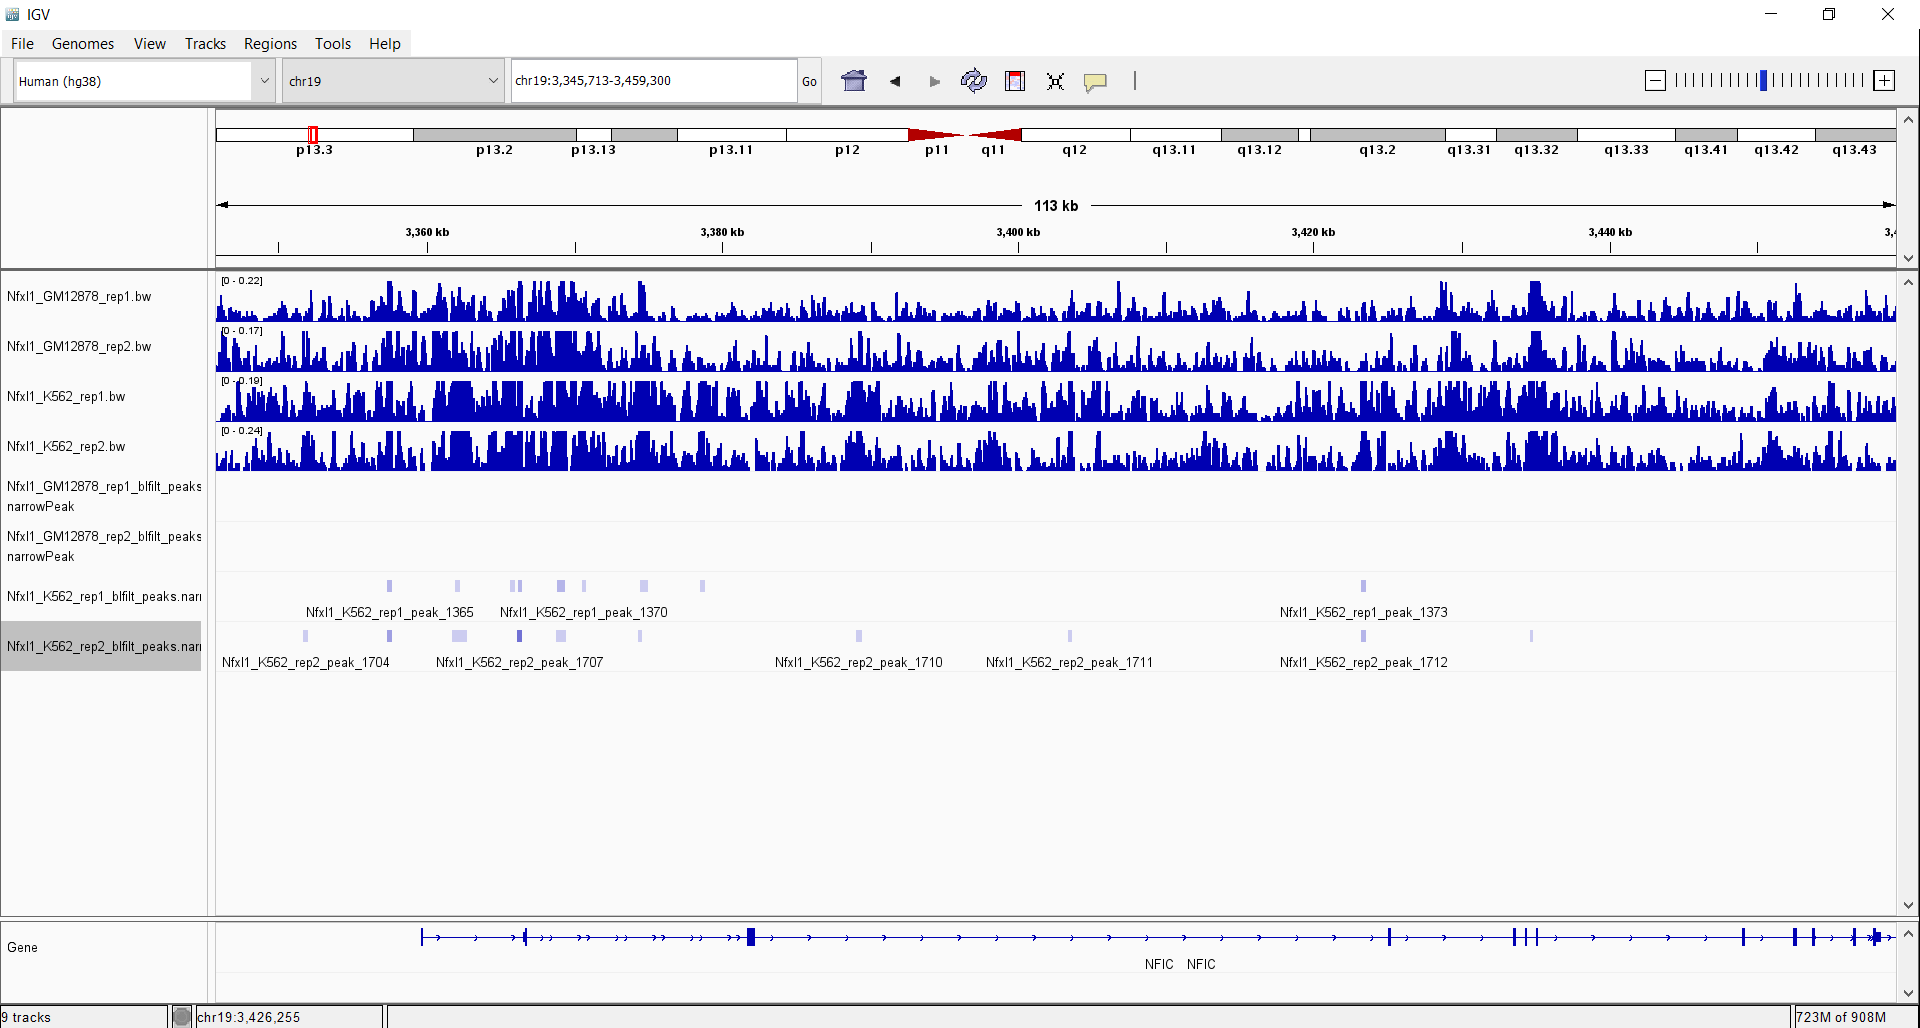 IGV
File Genomes View Tracks Regions Tools Help
Human (hg38) chr19 chr19:3,345,713-3,459,300 Go
p13.3 p13.2 p13.13 p13.11 p12 p11 q11 q12 q13.11 q13.12 q13.2 q13.31 q13.32 q13.33 q13.41 q13.42 q13.43
113 kb
3,360 kb 3,380 kb 3,400 kb 3,420 kb 3,440 kb 3,4
[0 - 0.22]
Nfxl1_GM12878_rep1.bw
[0 - 0.17]
Nfxl1_GM12878_rep2.bw
[0 - 0.19]
Nfxl1_K562_rep1.bw
[0 - 0.24]
Nfxl1_K562_rep2.bw
Nfxl1_GM12878_rep1_blfilt_peaks
narrowPeak
Nfxl1_GM12878_rep2_blfilt_peaks
narrowPeak
Nfxl1_K562_rep1_blfilt_peaks.nar
Nfxl1_K562_rep1_peak_1365 Nfxl1_K562_rep1_peak_1370 Nfxl1_K562_rep1_peak_1373
Nfxl1_K562_rep2_blfilt_peaks.nar
Nfxl1_K562_rep2_peak_1704 Nfxl1_K562_rep2_peak_1707 Nfxl1_K562_rep2_peak_1710 Nfxl1_K562_rep2_peak_1711 Nfxl1_K562_rep2_peak_1712
Gene
NFIC NFIC
9 tracks chr19:3,426,255 723M of 908M